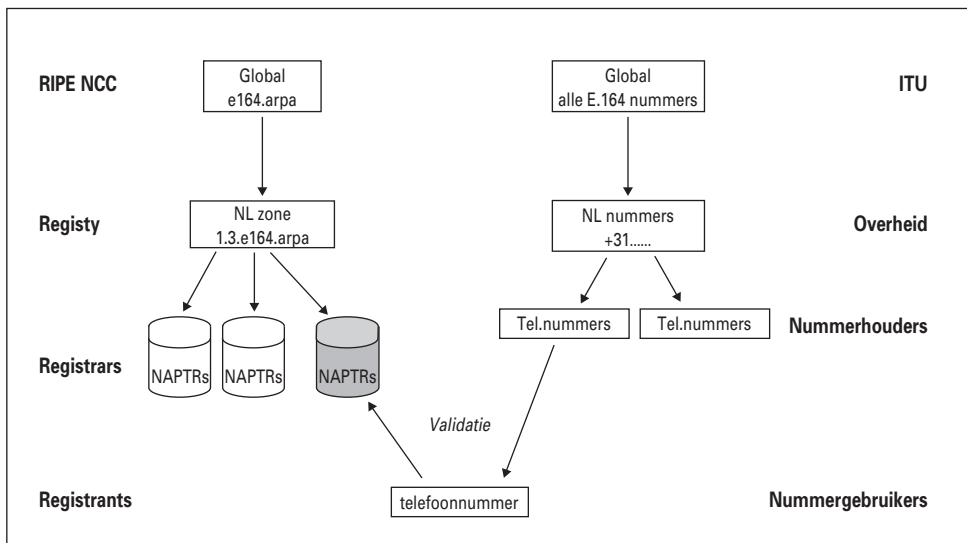 RIPE NCC
Global
e164.arpa
Global
alle E.164 nummers
ITU
Registy
NL zone
1.3.e164.arpa
NL nummers
+31......
Overheid
Tel.nummers
Tel.nummers
Nummerhouders
Registrars
NAPTRs
NAPTRs
NAPTRs
Validatie
Registrants
telefoonnummer
Nummergebruikers